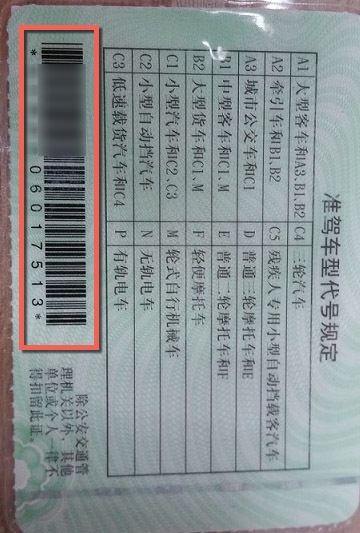 准驾车型代号规定
A1 大型客车和A3、B1、B2 C4 三轮汽车
A2 牵引车和B1、B2 C5 残疾人专用小型自动挡载客汽车
A3 城市公交车和C1 D 普通三轮摩托车和E
B1 中型客车和C1、M E 普通二轮摩托车和F
B2 大型货车和C1、M F 轻便摩托车
C1 小型汽车和C2、C3 M 轮式自行机械车
C2 小型自动挡汽车 N 无轨电车
C3 低速载货汽车和C4 P 有轨电车
* 06017513*
除公安交通管
理机关以外，其他
单位或个人一律不
得扣留此证。